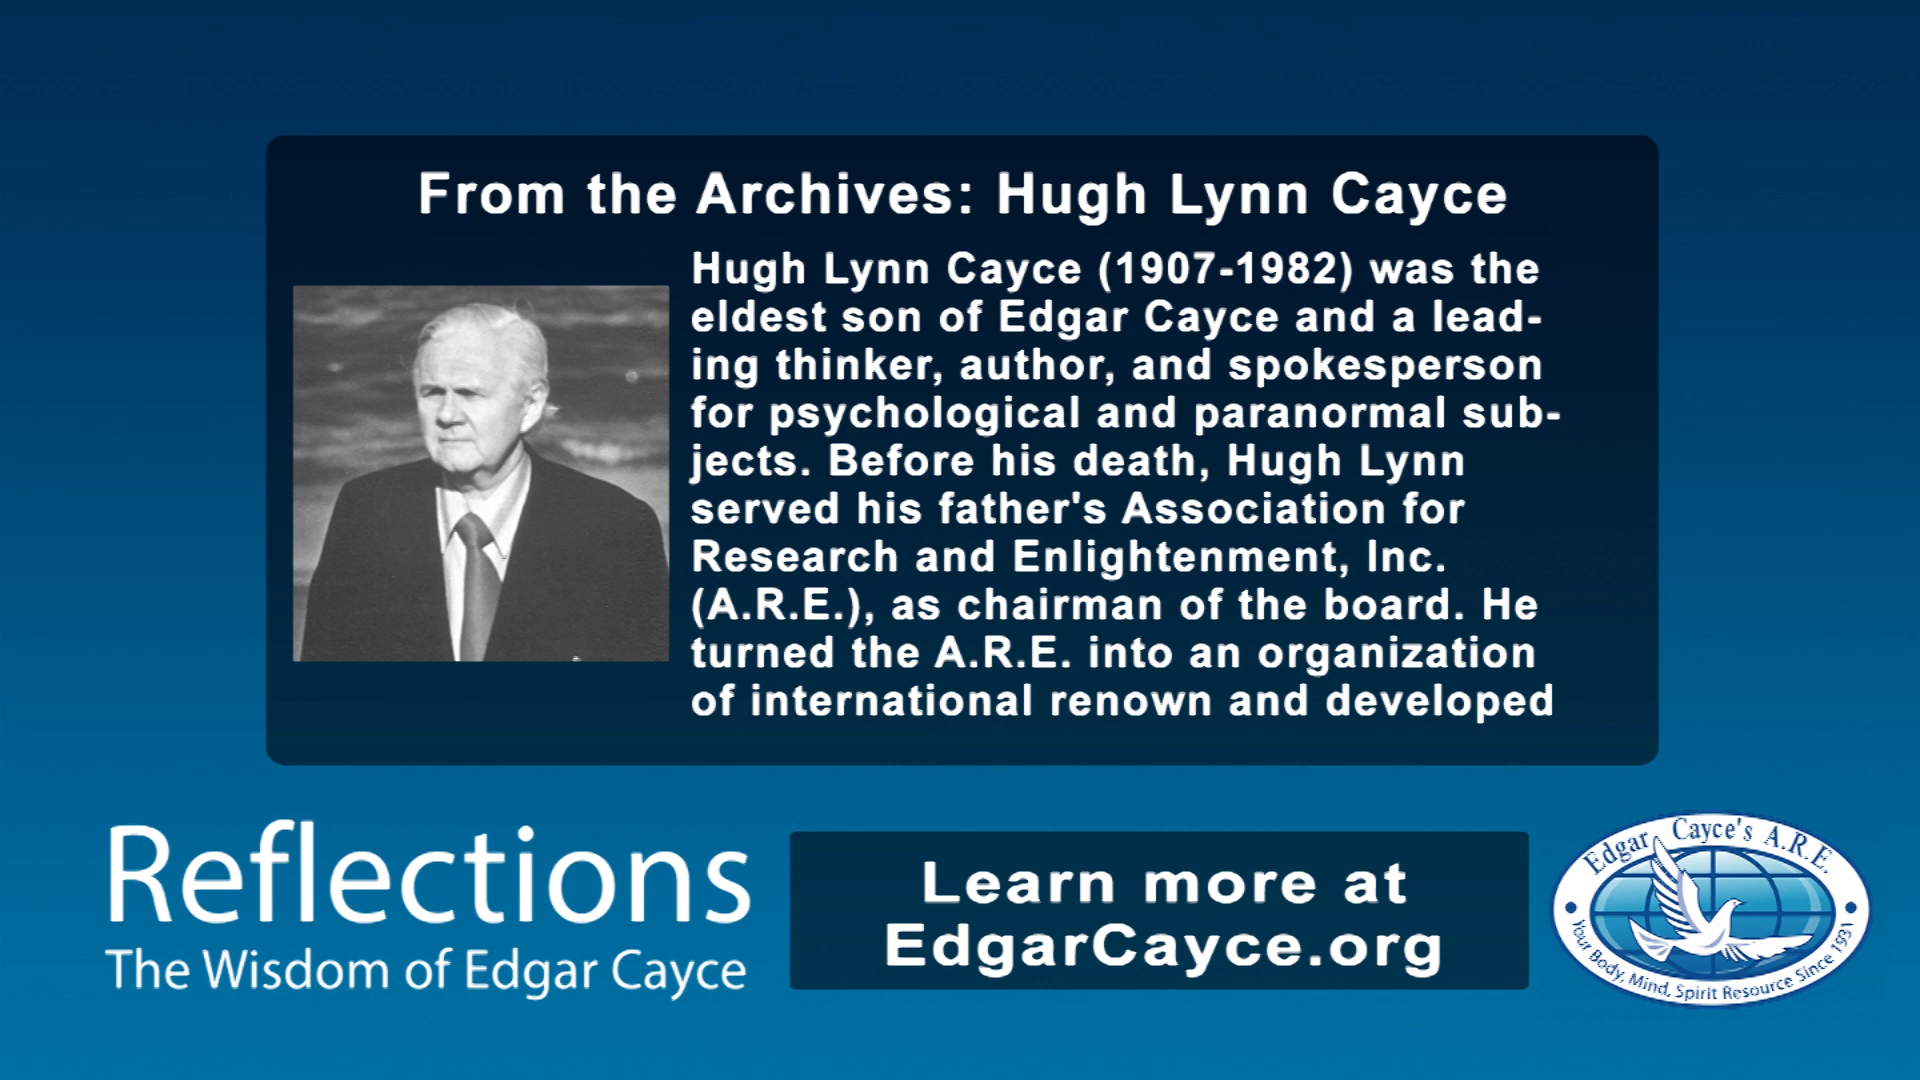 From the Archives: Hugh Lynn Cayce
Hugh Lynn Cayce (1907-1982) was the
eldest son of Edgar Cayce and a lead-
ing thinker, author, and spokesperson
for psychological and paranormal sub-
jects. Before his death, Hugh Lynn
served his father's Association for
Research and Enlightenment, Inc.
(A.R.E.), as chairman of the board. He
turned the A.R.E. into an organization
of international renown and developed
Reflections
The Wisdom of Edgar Cayce
Learn more at
EdgarCayce.org
Edgar Cayce's A.R.E.
Your Body, Mind, Spirit Resource Since 1931